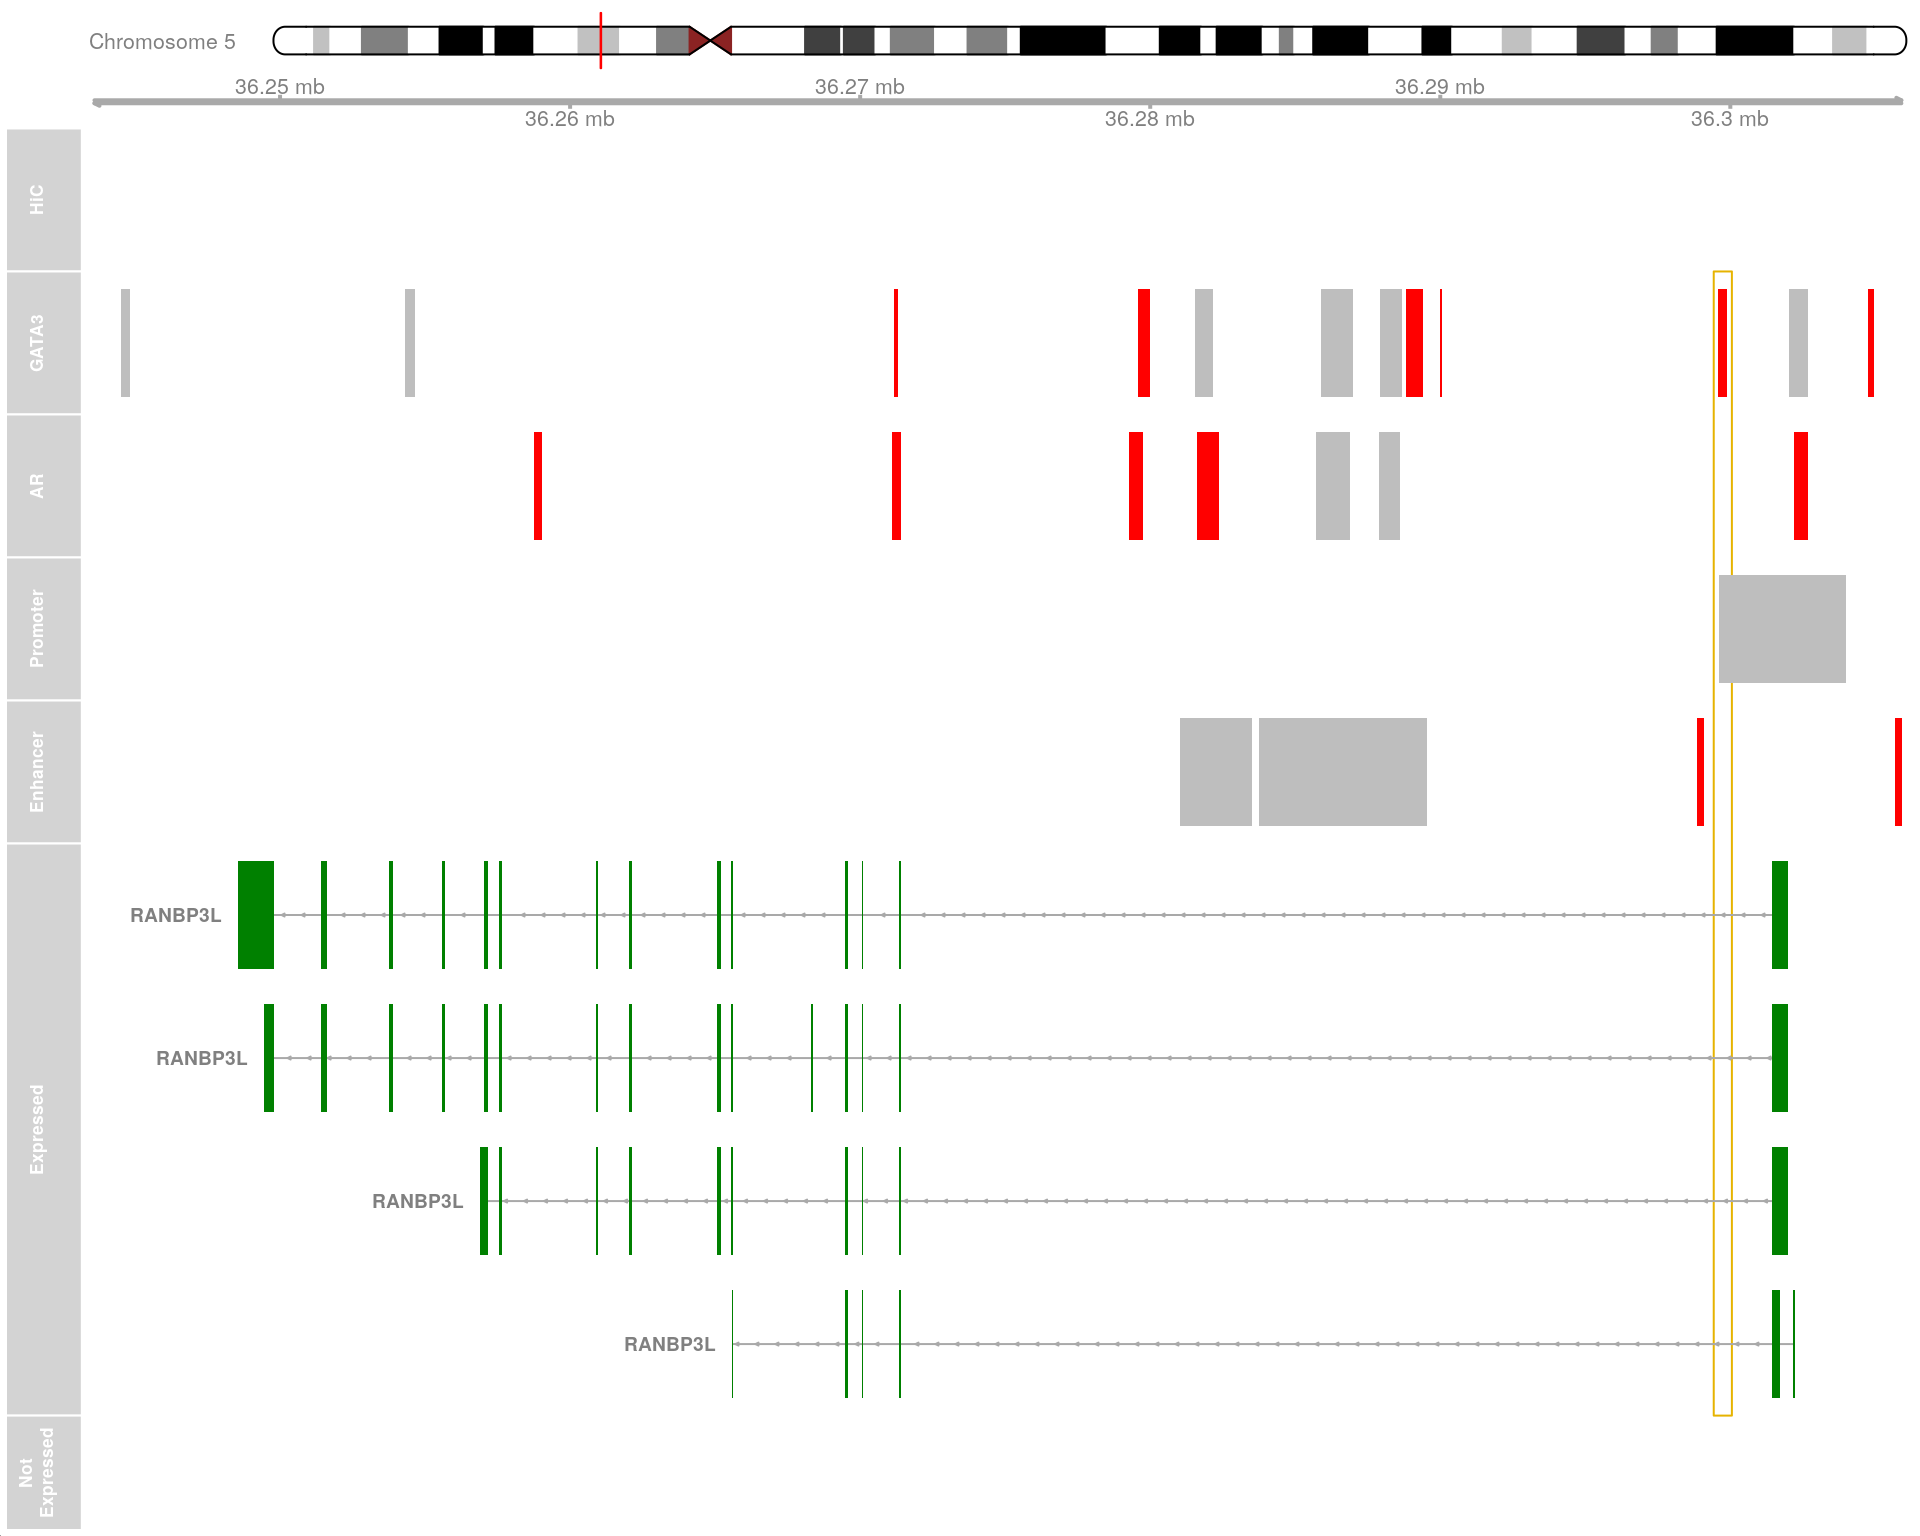 Chromosome 5
36.25 mb
36.27 mb
36.29 mb
36.26 mb
36.28 mb
36.3 mb
HiC
GATA3
AR
Promoter
Enhancer
RANBP3L
RANBP3L
Expressed
RANBP3L
RANBP3L
Not
Expressed